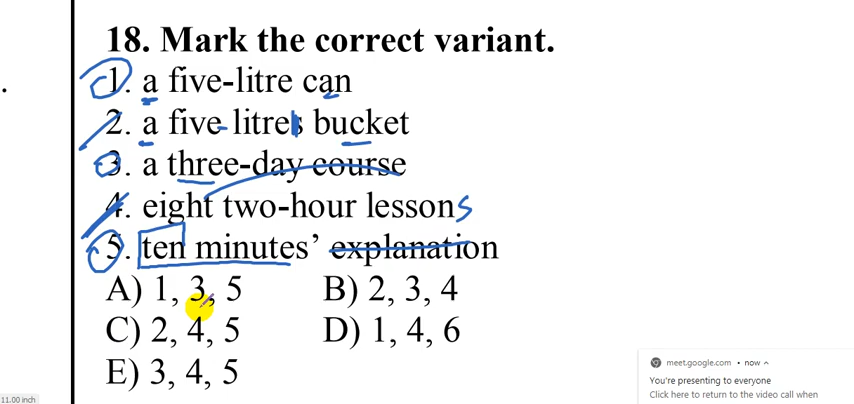 18. Mark the correct variant.
1. a five-litre can
2. a five-litres bucket
3. a three-day course
4. eight two-hour lessons
5. ten minutes’ explanation
A) 1, 3, 5 B) 2, 3, 4
C) 2, 4, 5 D) 1, 4, 6
E) 3, 4, 5
meet.google.com • now
You're presenting to everyone
Click here to return to the video call when
11.00 inch